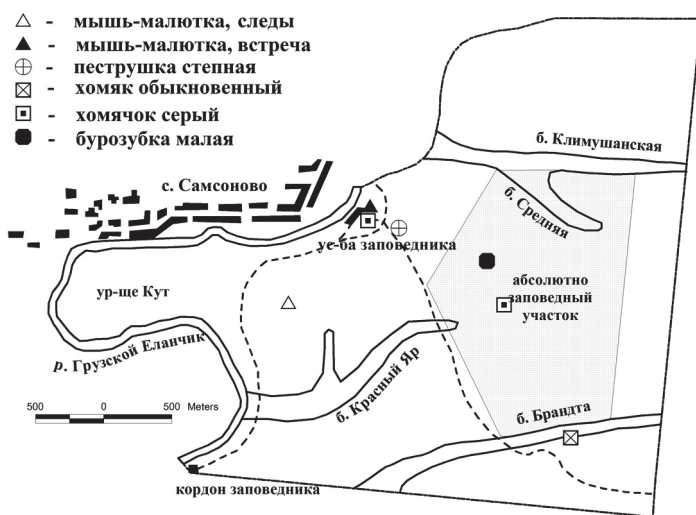 - мышь-малютка, следы
- мышь-малютка, встреча
- пеструшка степная
- хомяк обыкновенный
- хомячок серый
- бурозубка малая
б. Климушанская
с. Самсоново
б. Средняя
ус-ба заповедника
абсолютно
заповедный
участок
ур-ще Кут
р. Грузской Еланчик
б. Красный Яр
б. Брандта
500 0 500 Meters
кордон заповедника